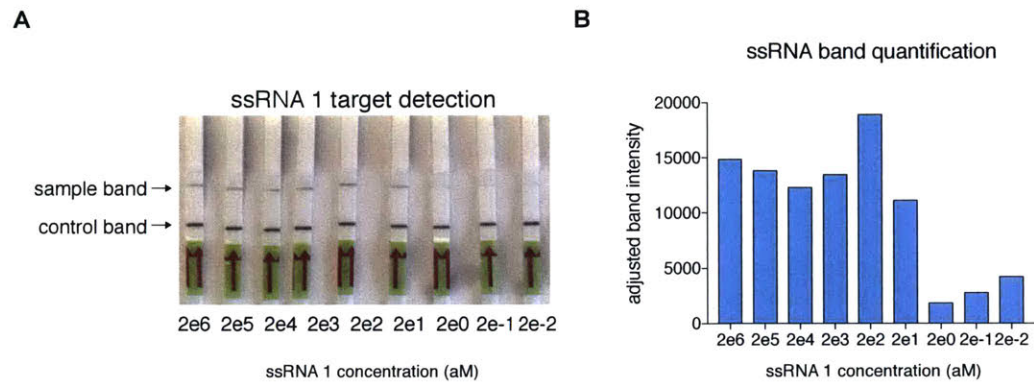 A
ssRNA 1 target detection
sample band
control band
2e6 2e5 2e4 2e3 2e2 2e1 2e0 2e-1 2e-2
ssRNA 1 concentration (aM)
B
ssRNA band quantification
adjusted band intensity
20000
15000
10000
5000
0
2e6 2e5 2e4 2e3 2e2 2e1 2e0 2e-1 2e-2
ssRNA 1 concentration (aM)